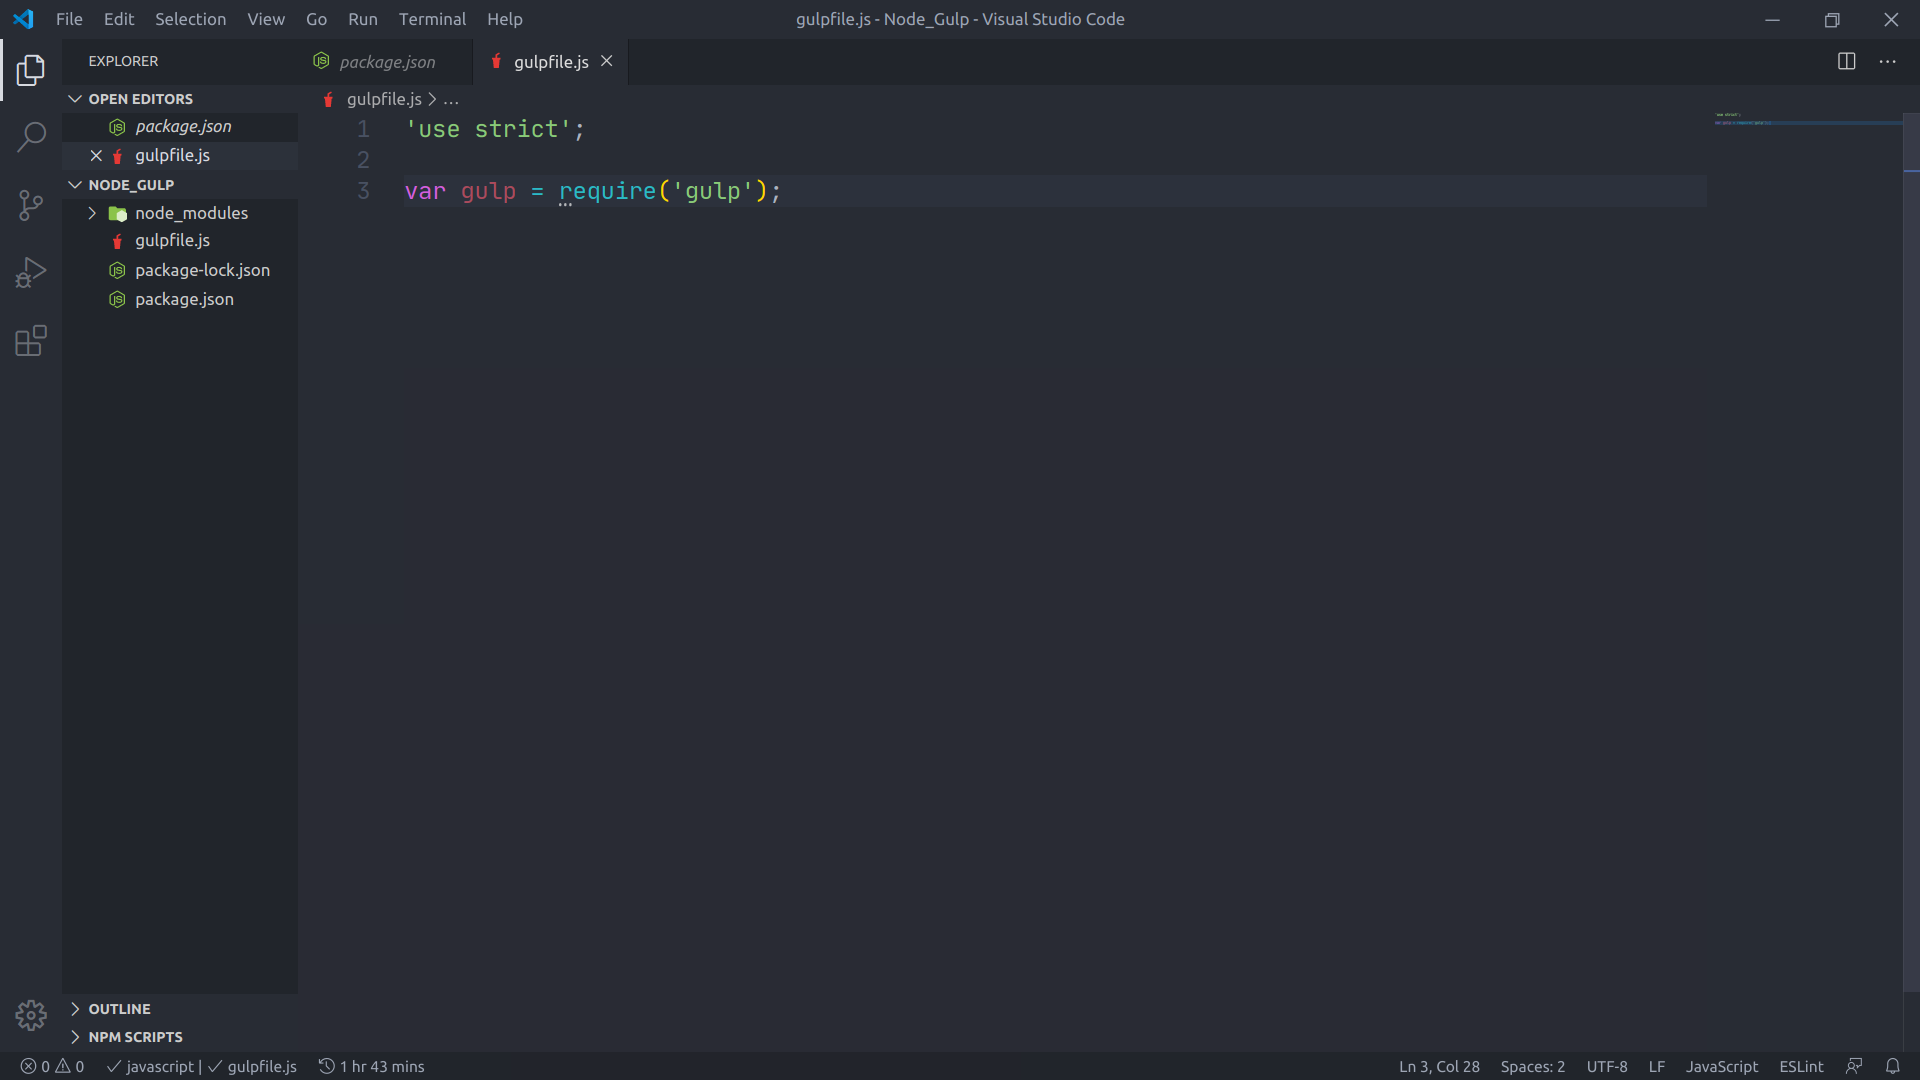 File Edit Selection View Go Run Terminal Help
gulpfile.js - Node_Gulp - Visual Studio Code
EXPLORER
package.json
gulpfile.js
OPEN EDITORS
package.json
gulpfile.js
NODE_GULP
node_modules
gulpfile.js
package-lock.json
package.json
OUTLINE
NPM SCRIPTS
gulpfile.js > ...
1 'use strict';
2
3 var gulp = require('gulp');
0 0 javascript | gulpfile.js 1 hr 43 mins
Ln 3, Col 28 Spaces: 2 UTF-8 LF JavaScript ESLint